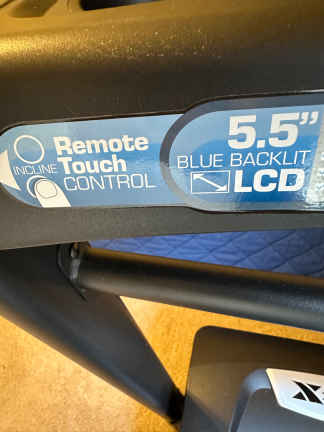 INCLINE
Remote
Touch
CONTROL
5.5"
BLUE BACKLIT
LCD